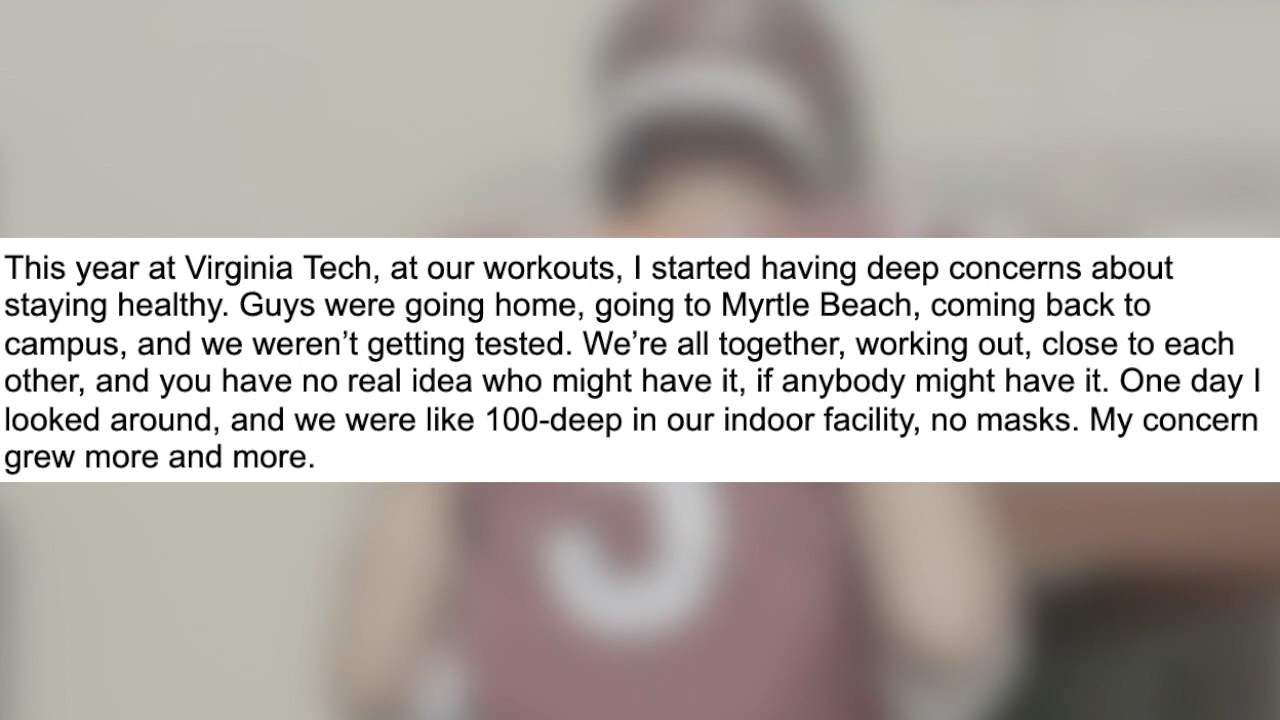 This year at Virginia Tech, at our workouts, I started having deep concerns about
staying healthy. Guys were going home, going to Myrtle Beach, coming back to
campus, and we weren’t getting tested. We’re all together, working out, close to each
other, and you have no real idea who might have it, if anybody might have it. One day I
looked around, and we were like 100-deep in our indoor facility, no masks. My concern
grew more and more.